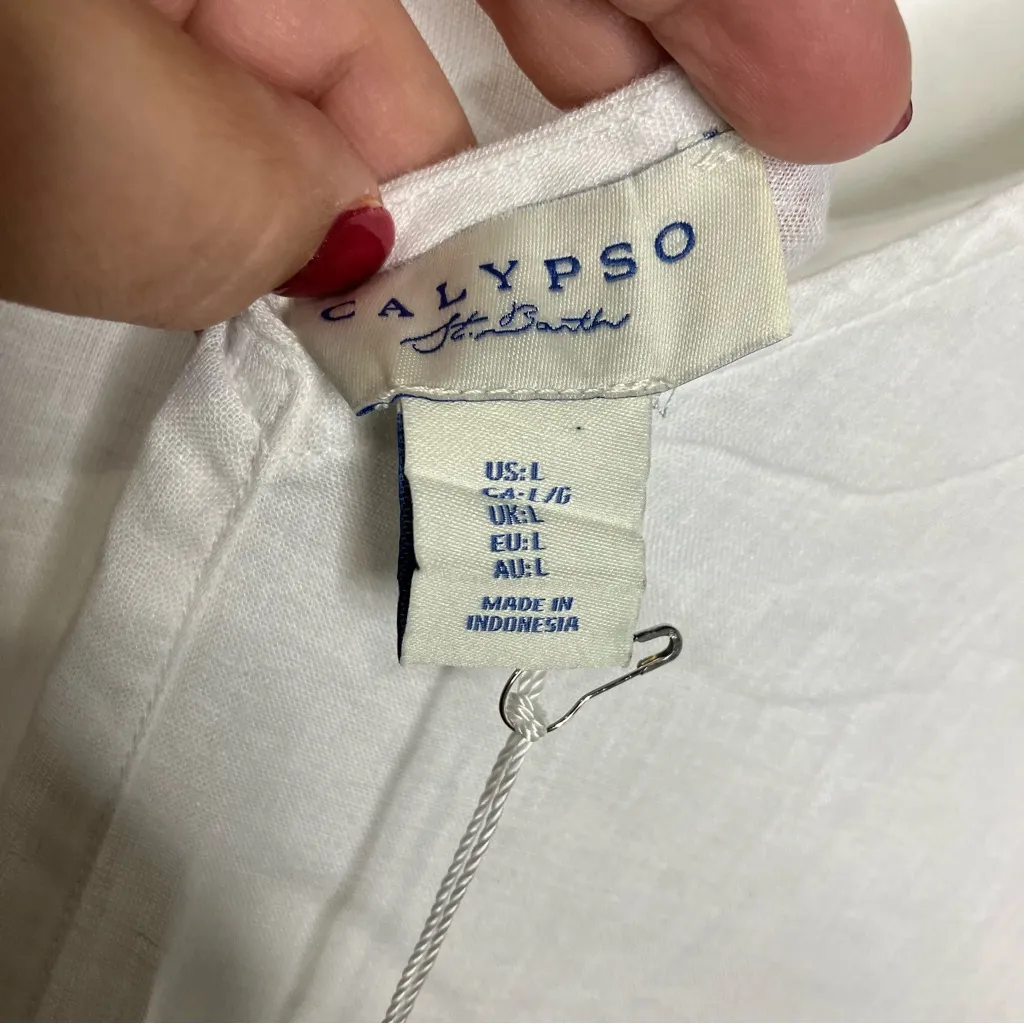 CALYPSO
St. Barth
US:L
CA:L/G
UK:L
EU:L
AU:L
MADE IN
INDONESIA